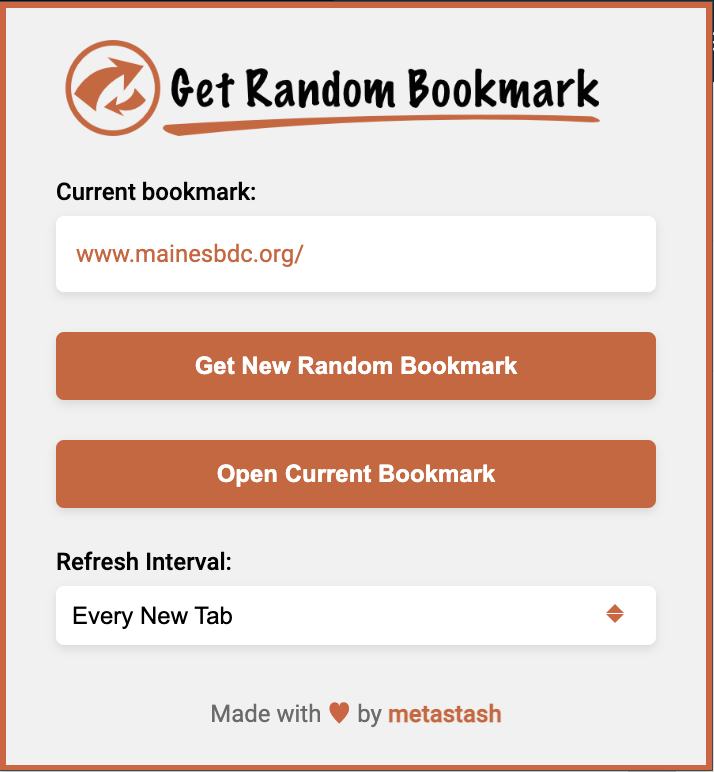 Get Random Bookmark
Current bookmark:
www.mainesbdc.org/
Get New Random Bookmark
Open Current Bookmark
Refresh Interval:
Every New Tab
Made with ♥ by metastash